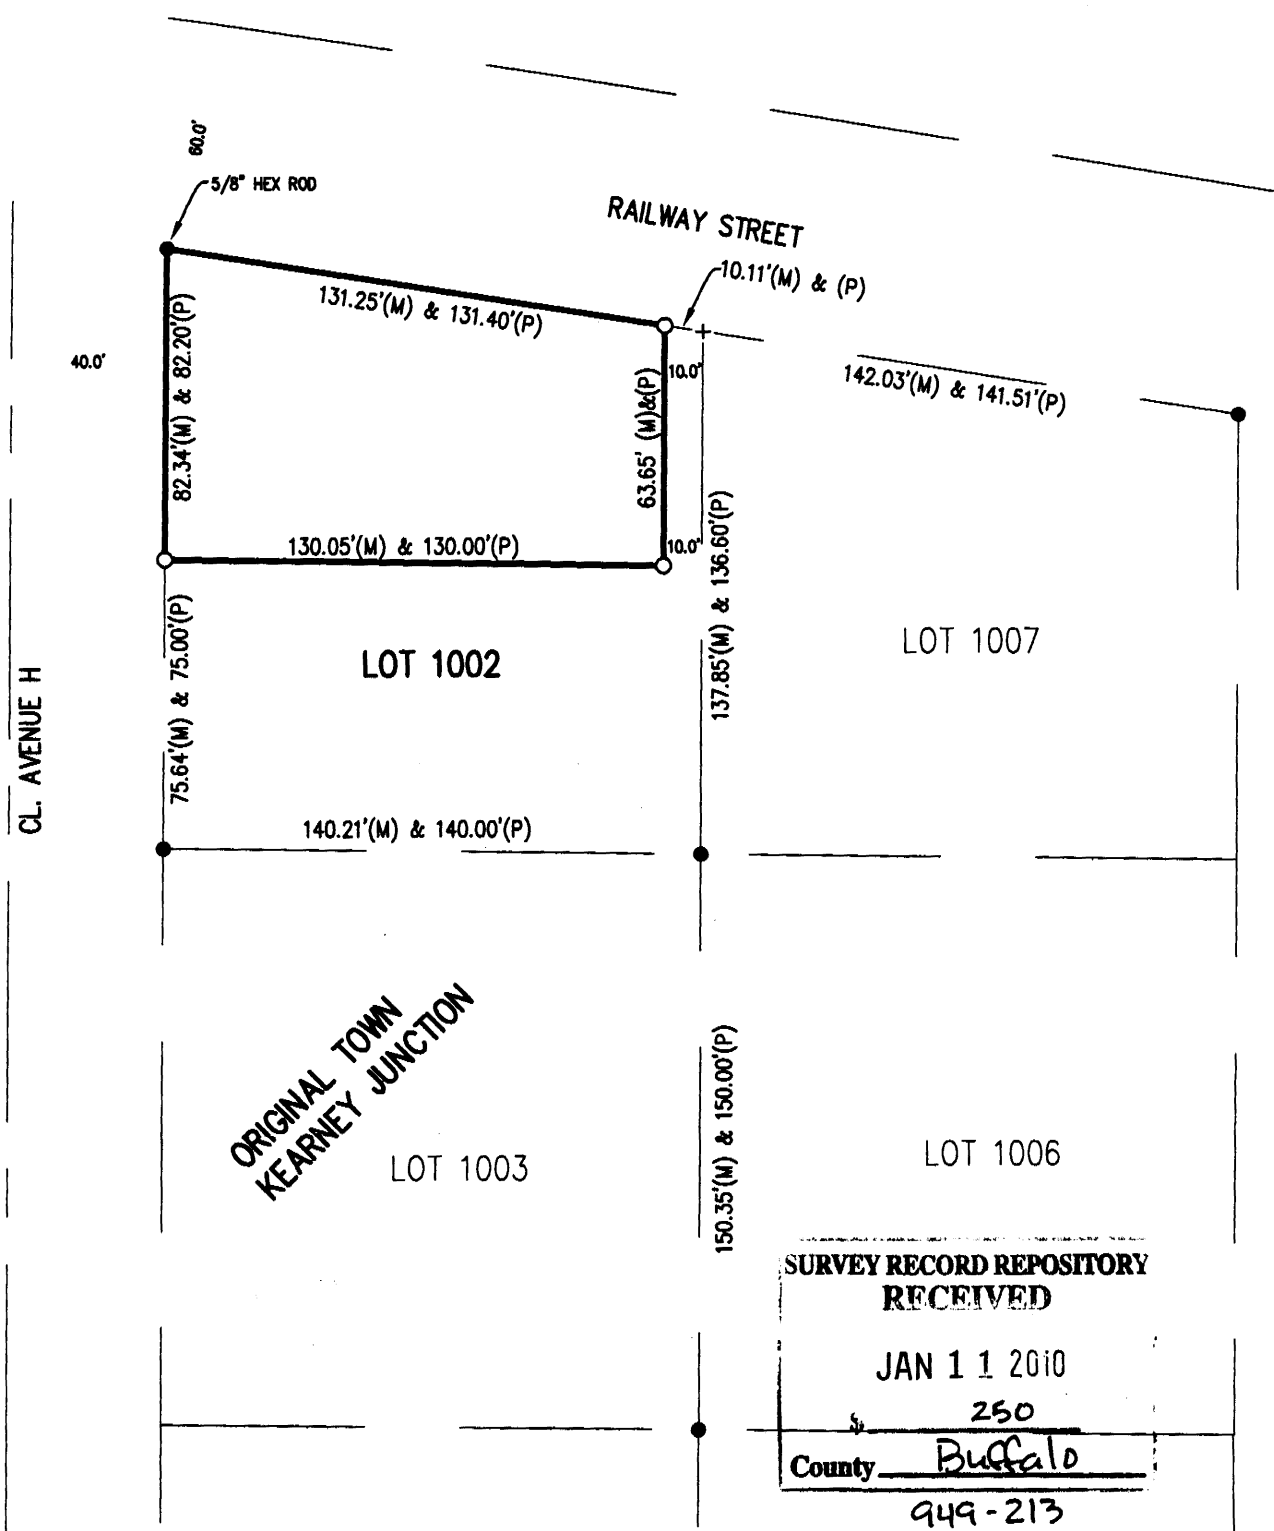 60.0'
5/8" HEX ROD
RAILWAY STREET
10.11'(M) & (P)
131.25'(M) & 131.40'(P)
40.0'
82.34'(M) & 82.20'(P)
10.0'
63.65' (M)&(P)
142.03'(M) & 141.51'(P)
130.05'(M) & 130.00'(P)
10.0'
137.85'(M) & 136.60'(P)
75.64'(M) & 75.00'(P)
LOT 1002
LOT 1007
CL. AVENUE H
140.21'(M) & 140.00'(P)
ORIGINAL TOWN
KEARNEY JUNCTION
LOT 1003
150.35'(M) & 150.00'(P)
LOT 1006
SURVEY RECORD REPOSITORY
RECEIVED
JAN 11 2010
250
County Buffalo
949-213